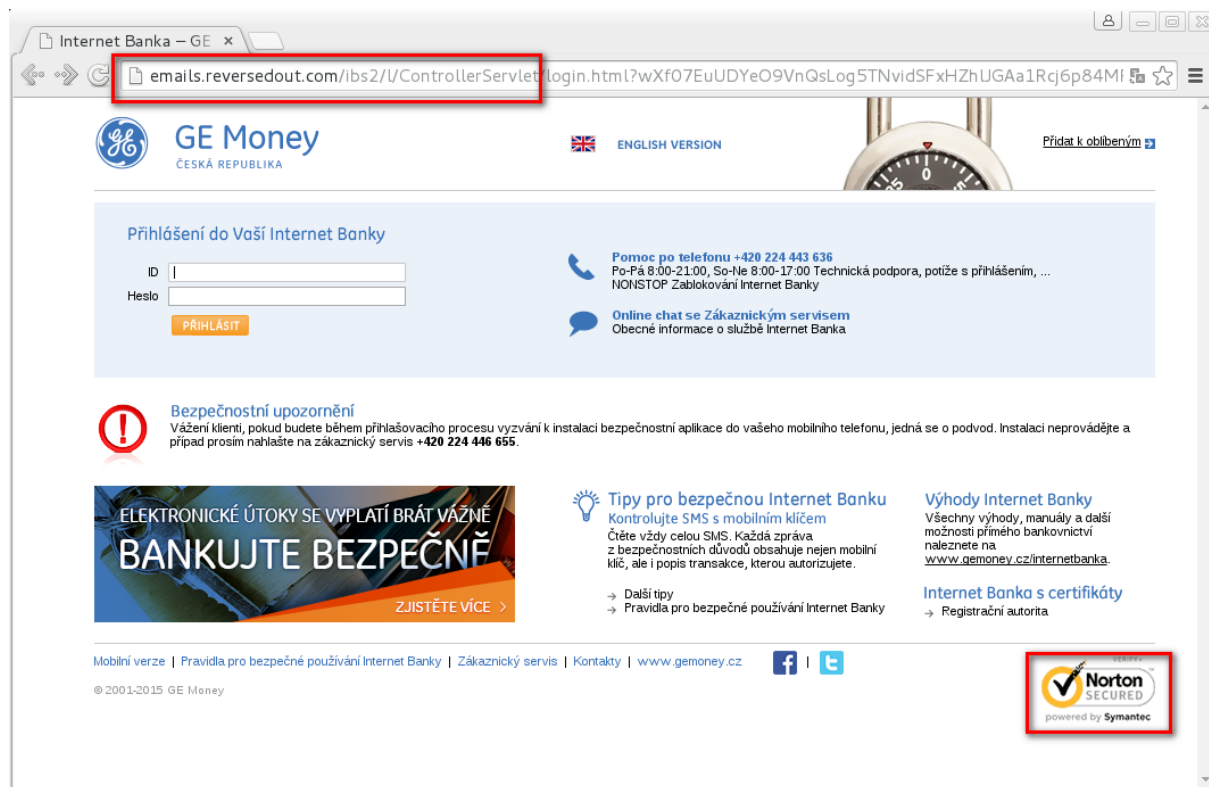 Internet Banka – GE
emails.reversedout.com/ibs2/l/ControllerServlet/login.html?wXf07EuUDYeO9VnQsLog5TNvidSFxHZhUGAa1Rcj6p84MI
GE Money
ČESKÁ REPUBLIKA
ENGLISH VERSION
Přidat k oblíbeným
Přihlášení do Vaší Internet Banky
ID
Heslo
PŘIHLÁSIT
Pomoc po telefonu +420 224 443 636
Po-Pá 8:00-21:00, So-Ne 8:00-17:00 Technická podpora, potíže s přihlášením, ...
NONSTOP Zablokování Internet Banky
Online chat se Zákaznickým servisem
Obecné informace o službě Internet Banka
Bezpečnostní upozornění
Vážení klienti, pokud budete během přihlašovacího procesu vyzváni k instalaci bezpečnostní aplikace do vašeho mobilního telefonu, jedná se o podvod. Instalaci neprovádějte a
případ prosím nahlašte na zákaznický servis +420 224 446 655.
ELEKTRONICKÉ ÚTOKY SE VYPLATÍ BRÁT VÁŽNĚ
BANKUJTE BEZPEČNĚ
ZJISTĚTE VÍCE
Tipy pro bezpečnou Internet Banku
Kontrolujte SMS s mobilním klíčem
Čtěte vždy celou SMS. Každá zpráva
z bezpečnostních důvodů obsahuje nejen mobilní
klíč, ale i popis transakce, kterou autorizujete.
→ Další tipy
→ Pravidla pro bezpečné používání Internet Banky
Výhody Internet Banky
Všechny výhody, manuály a další
možnosti přímého bankovnictví
naleznete na
www.gemoney.cz/internetbanka.
Internet Banka s certifikáty
→ Registrační autorita
Mobilní verze | Pravidla pro bezpečné používání Internet Banky | Zákaznický servis | Kontakty | www.gemoney.cz
© 2001-2015 GE Money
VERIFY
Norton
SECURED
powered by Symantec